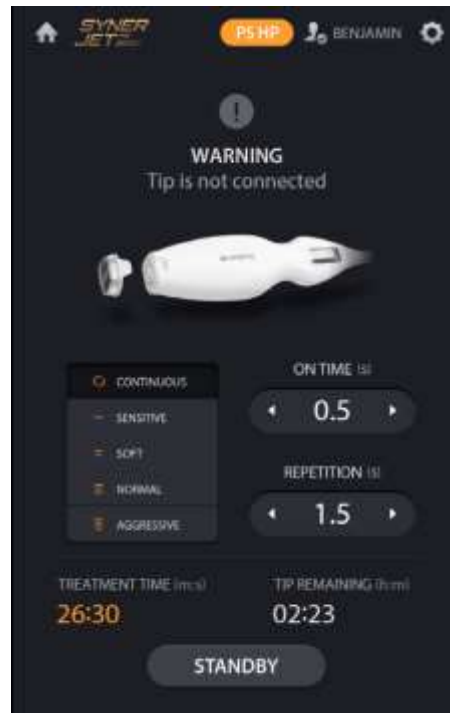 SYNER
JET
PS HP
BENJAMIN
WARNING
Tip is not connected
CONTINUOUS
SENSITIVE
SOFT
NORMAL
AGGRESSIVE
ON TIME (s)
0.5
REPETITION (s)
1.5
TREATMENT TIME (m:s)
26:30
TIP REMAINING (h:m)
02:23
STANDBY